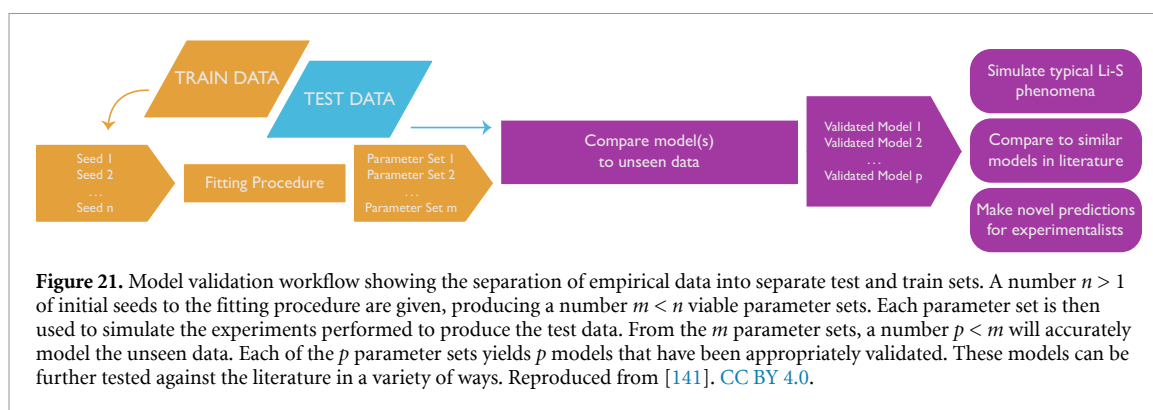 TRAIN DATA
TEST DATA
Seed 1
Seed 2
...
Seed n
Fitting Procedure
Parameter Set 1
Parameter Set 2
...
Parameter Set m
Compare model(s)
to unseen data
Validated Model 1
Validated Model 2
...
Validated Model p
Simulate typical Li-S
phenomena
Compare to similar
models in literature
Make novel predictions
for experimentalists
Figure 21. Model validation workflow showing the separation of empirical data into separate test and train sets. A number n > 1
of initial seeds to the fitting procedure are given, producing a number m < n viable parameter sets. Each parameter set is then
used to simulate the experiments performed to produce the test data. From the m parameter sets, a number p < m will accurately
model the unseen data. Each of the p parameter sets yields p models that have been appropriately validated. These models can be
further tested against the literature in a variety of ways. Reproduced from [141]. CC BY 4.0.